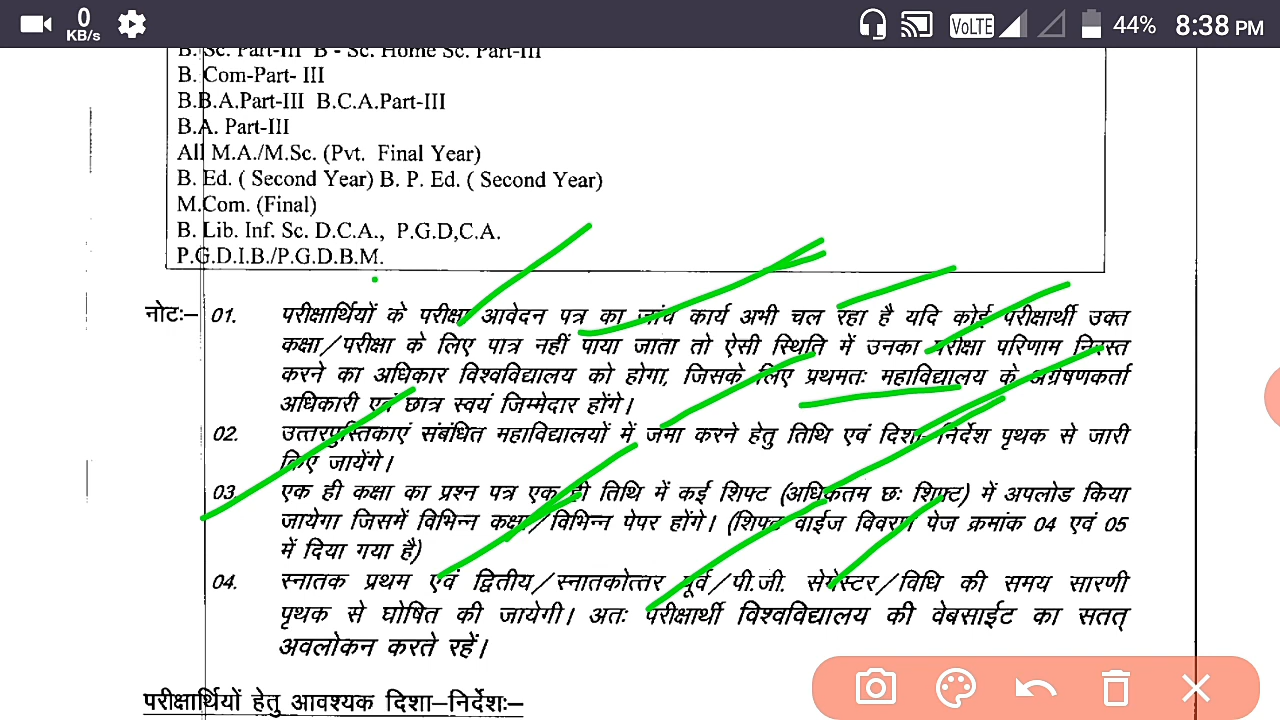 0
KB/s
VoLTE
44%
8:38 PM
B. Sc. Part-III B - Sc. Home Sc. Part-III
B. Com-Part- III
B.B.A.Part-III B.C.A.Part-III
B.A. Part-III
All M.A./M.Sc. (Pvt. Final Year)
B. Ed. ( Second Year) B. P. Ed. ( Second Year)
M.Com. (Final)
B. Lib. Inf. Sc. D.C.A., P.G.D,C.A.
P.G.D.I.B./P.G.D.B.M.
नोटः– 01. परीक्षार्थियों के परीक्षा आवेदन पत्र का जांच कार्य अभी चल रहा है यदि कोई परीक्षार्थी उक्त
कक्षा/परीक्षा के लिए पात्र नहीं पाया जाता तो ऐसी स्थिति में उनका परीक्षा परिणाम निरस्त
करने का अधिकार विश्वविद्यालय को होगा, जिसके लिए प्रथमतः महाविद्यालय के अग्रेषणकर्ता
अधिकारी एवं छात्र स्वयं जिम्मेदार होंगे।
02. उत्तरपुस्तिकाएं संबंधित महाविद्यालयों में जमा करने हेतु तिथि एवं दिशा–निर्देश पृथक से जारी
किए जायेंगे।
03. एक ही कक्षा का प्रश्न पत्र एक ही तिथि में कई शिफ्ट (अधिकतम छः शिफ्ट) में अपलोड किया
जायेगा जिसमें विभिन्न कक्षा/विभिन्न पेपर होंगे। (शिफ्ट वाईज विवरण पेज क्रमांक 04 एवं 05
में दिया गया है)
04. स्नातक प्रथम एवं द्वितीय/स्नातकोत्तर पूर्व/पी.जी. सेमेस्टर/विधि की समय सारणी
पृथक से घोषित की जायेगी। अतः परीक्षार्थी विश्वविद्यालय की वेबसाईट का सतत्
अवलोकन करते रहें।
परीक्षार्थियों हेतु आवश्यक दिशा–निर्देशः–